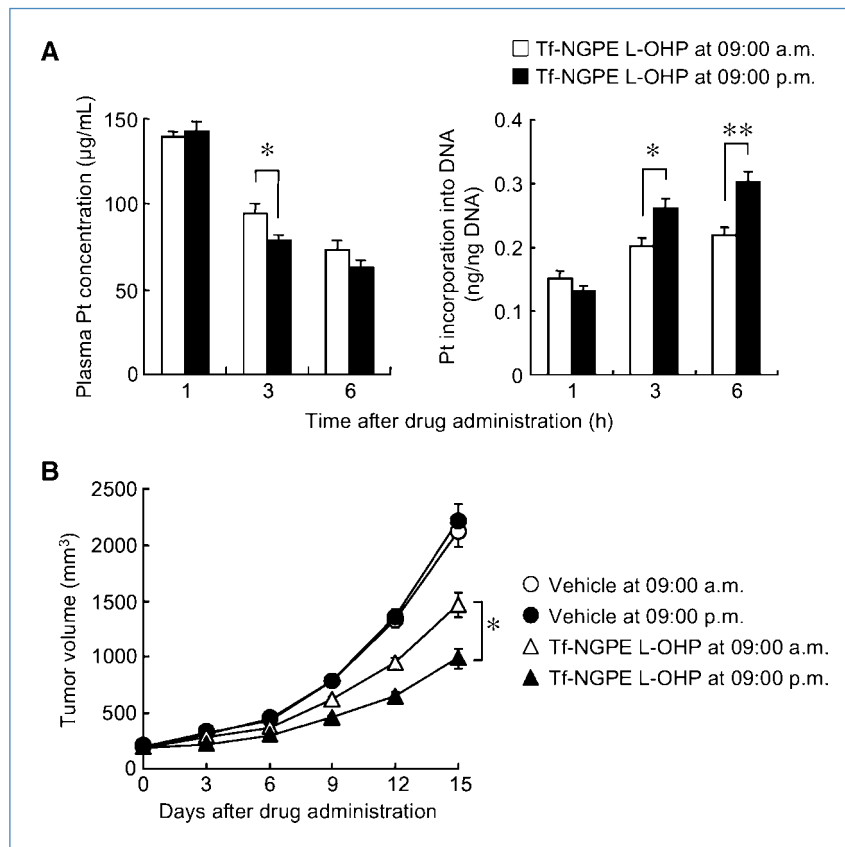 A
Tf-NGPE L-OHP at 09:00 a.m.
Tf-NGPE L-OHP at 09:00 p.m.
Plasma Pt concentration (μg/mL)
150
100
50
0
*
1 3 6
Pt incorporation into DNA
(ng/ng DNA)
0.4
0.3
0.2
0.1
0
*
**
1 3 6
Time after drug administration (h)
B
Tumor volume (mm³)
2500
2000
1500
1000
500
0
0 3 6 9 12 15
Days after drug administration
*
Vehicle at 09:00 a.m.
Vehicle at 09:00 p.m.
Tf-NGPE L-OHP at 09:00 a.m.
Tf-NGPE L-OHP at 09:00 p.m.